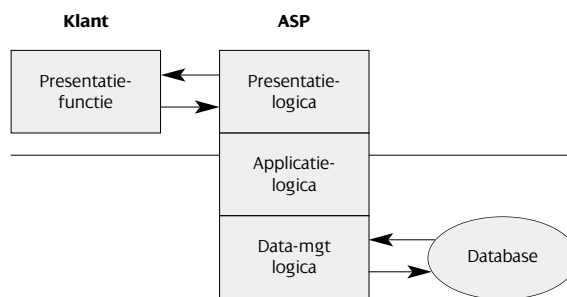 Klant
ASP
Presentatie-
functie
Presentatie-
logica
Applicatie-
logica
Data-mgt
logica
Database